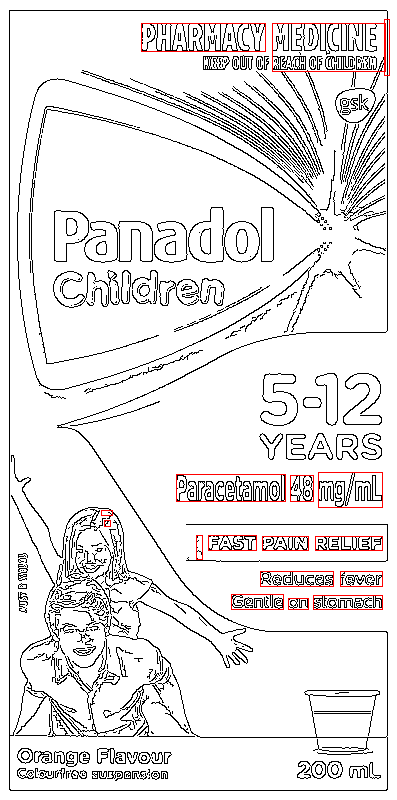 PHARMACY MEDICINE
KEEP OUT OF REACH OF CHILDREN
gsk
Panadol
Children
5-12
YEARS
Paracetamol 48 mg/mL
FAST PAIN RELIEF
Reduces fever
Gentle on stomach
Orange Flavour
Colourfree suspension
200 mL